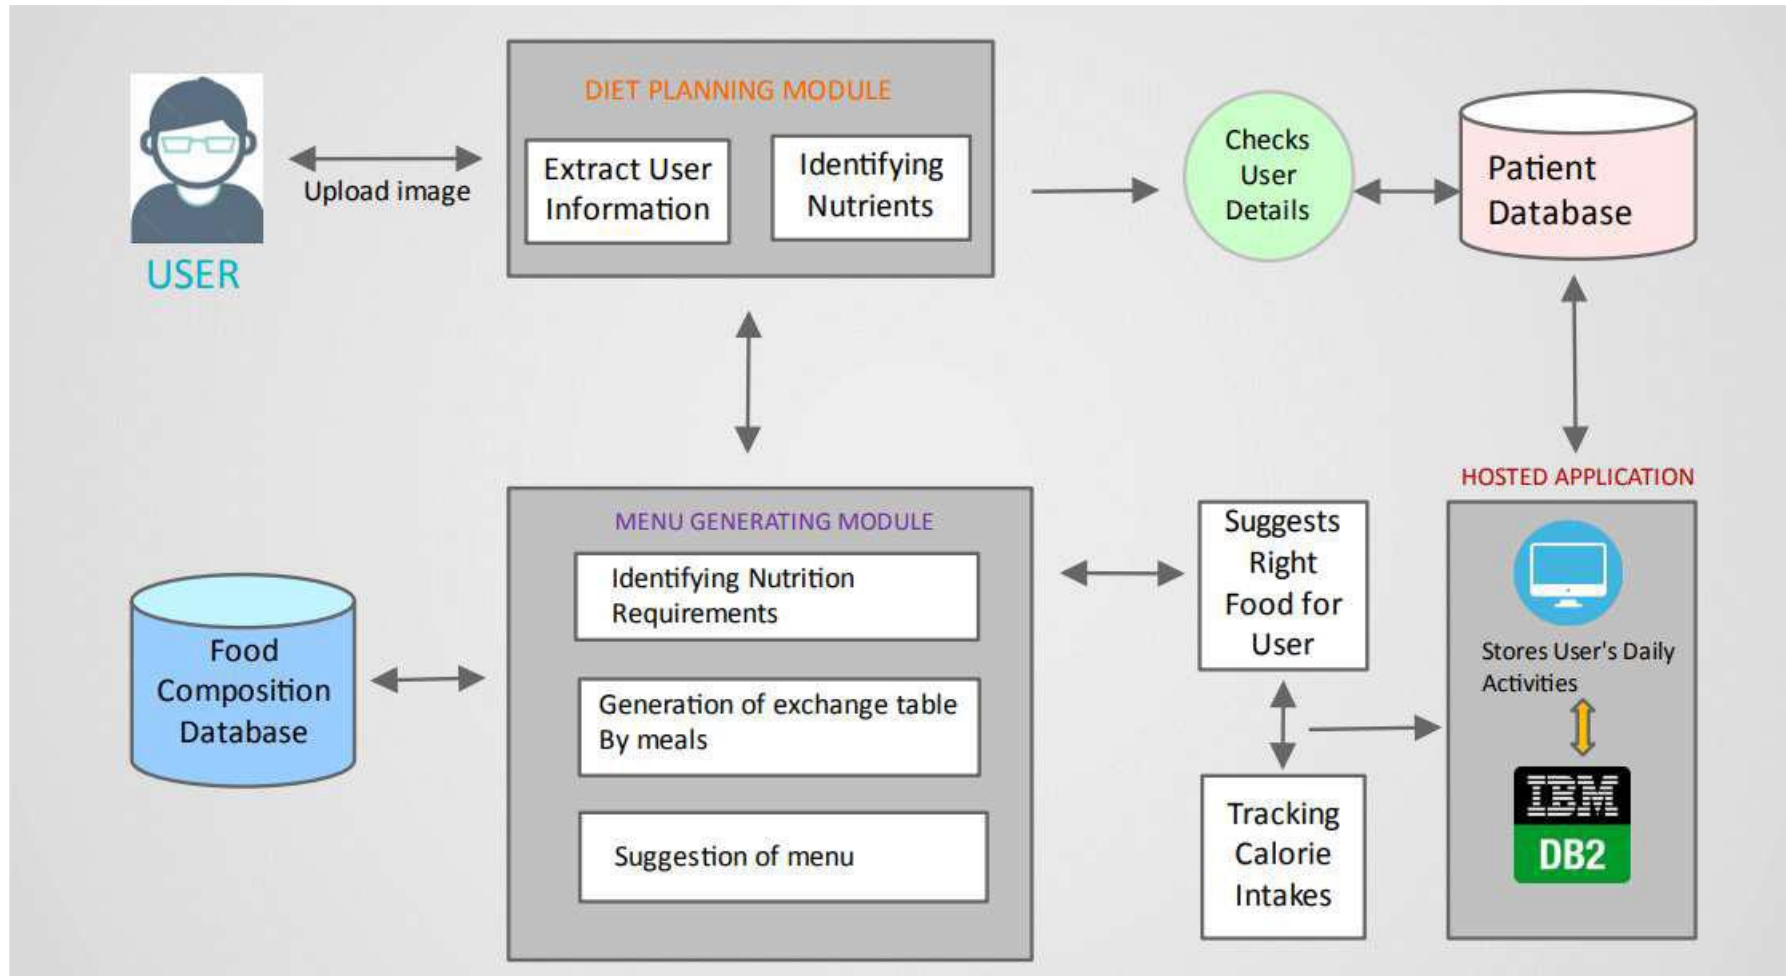 DIET PLANNING MODULE
Extract User
Information
Identifying
Nutrients
Upload image
USER
Checks
User
Details
Patient
Database
HOSTED APPLICATION
MENU GENERATING MODULE
Identifying Nutrition
Requirements
Generation of exchange table
By meals
Suggestion of menu
Food
Composition
Database
Suggests
Right
Food for
User
Tracking
Calorie
Intakes
Stores User's Daily
Activities
IBM
DB2